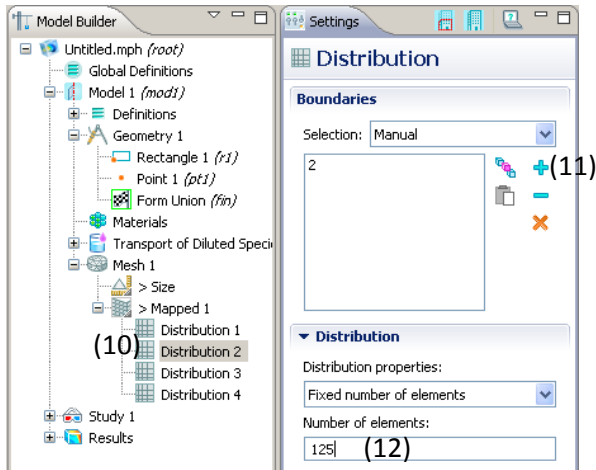 Model Builder
Untitled.mph (root)
Global Definitions
Model 1 (mod1)
Definitions
Geometry 1
Rectangle 1 (r1)
Point 1 (pt1)
Form Union (fin)
Materials
Transport of Diluted Speci
Mesh 1
> Size
> Mapped 1
Distribution 1
(10)
Distribution 2
Distribution 3
Distribution 4
Study 1
Results
Settings
Distribution
Boundaries
Selection: Manual
2
(11)
Distribution
Distribution properties:
Fixed number of elements
Number of elements:
125 (12)